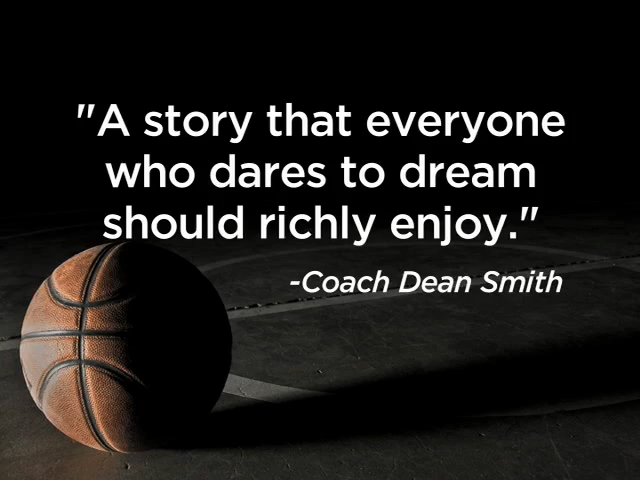 "A story that everyone
who dares to dream
should richly enjoy."
-Coach Dean Smith